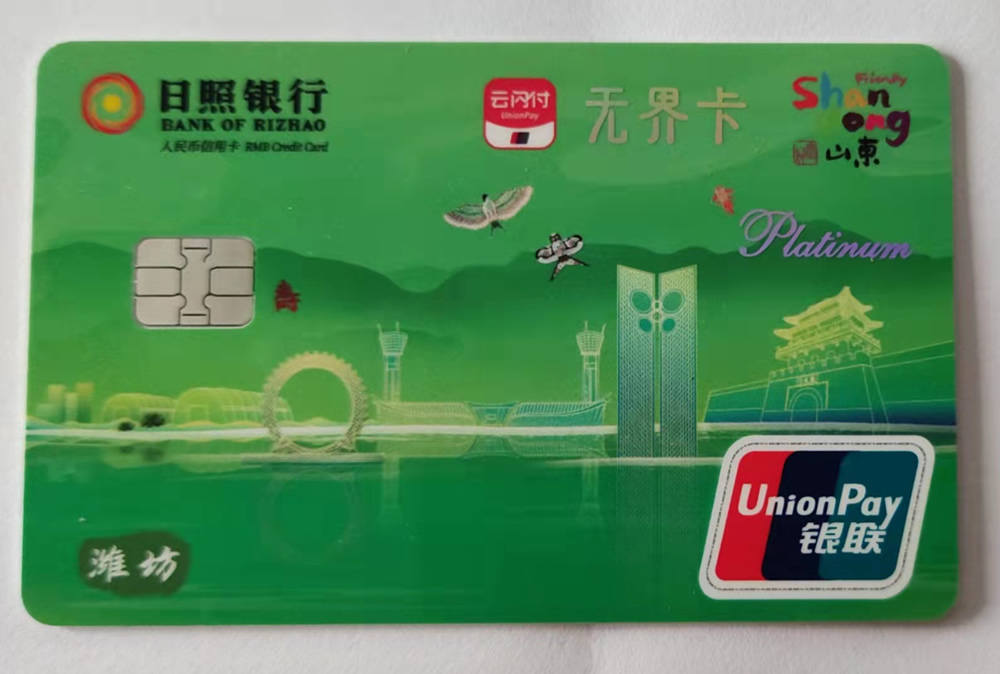 日照银行
BANK OF RIZHAO
人民币信用卡 RMB Credit Card
云闪付
UnionPay
无界卡
Friendly
Shandong
山東
Platinum
UnionPay
银联
潍坊